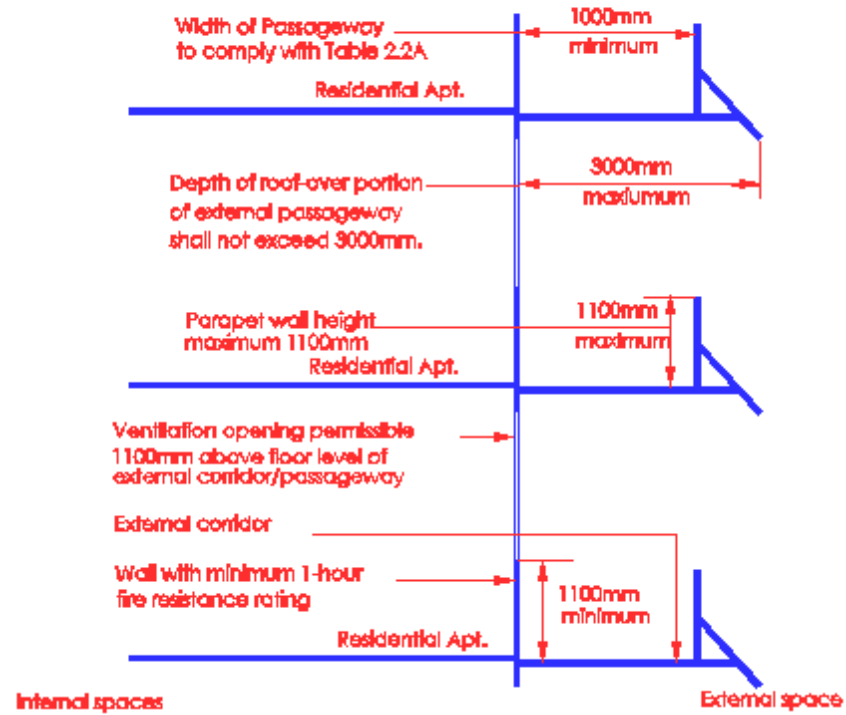 Width of Passageway
to comply with Table 2.2A
1000mm
minimum
Residential Apt.
Depth of roof-over portion
of external passageway
shall not exceed 3000mm.
3000mm
maxiumum
Parapet wall height
maximum 1100mm
1100mm
maximum
Residential Apt.
Ventilation opening permissible
1100mm above floor level of
external corridor/passageway
External corridor
Wall with minimum 1-hour
fire resistance rating
1100mm
minimum
Residential Apt.
Internal spaces
External space